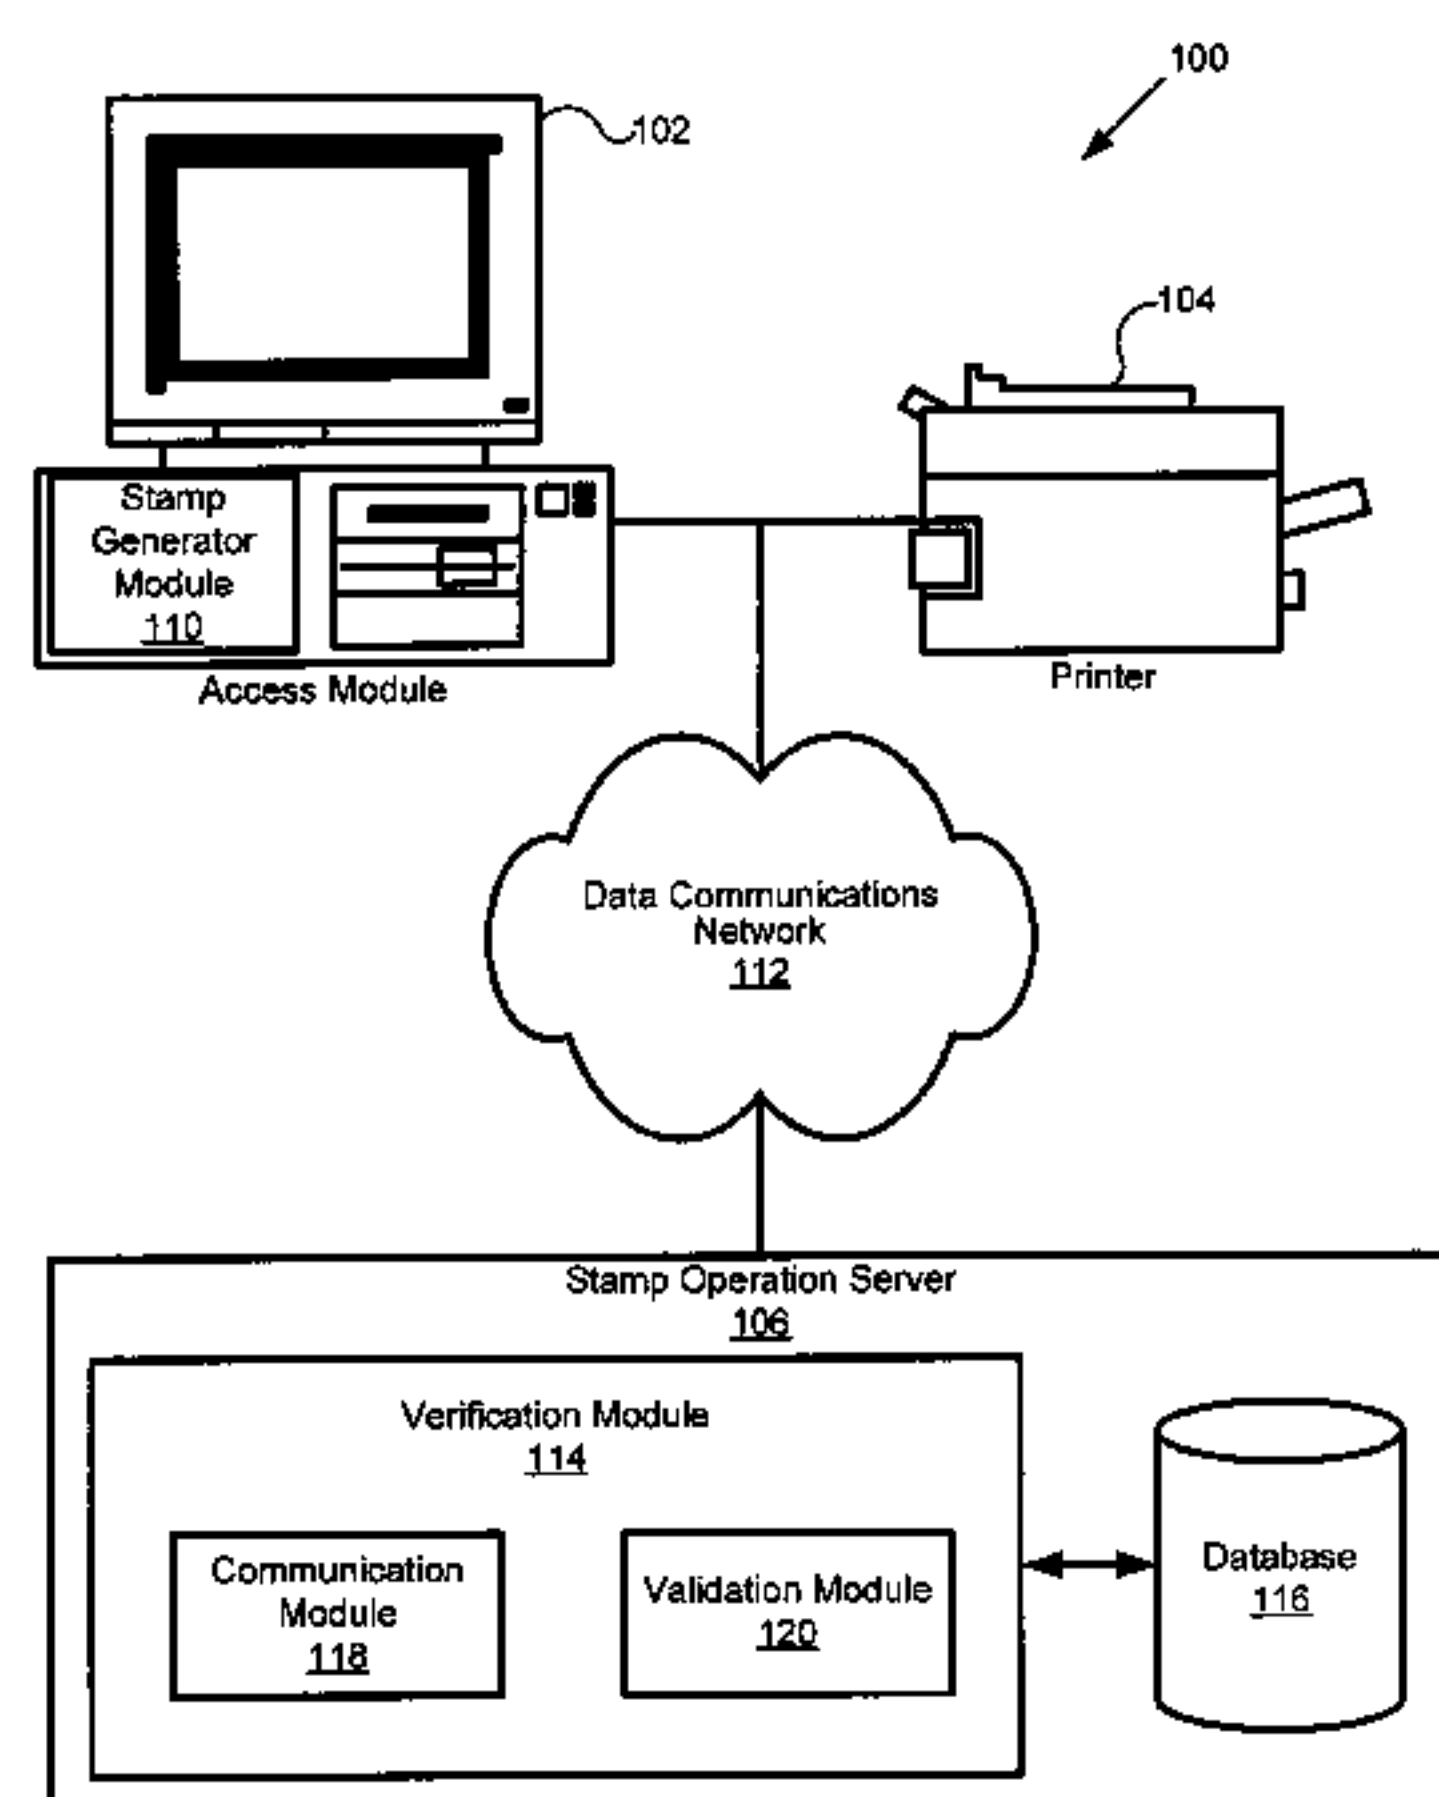 100
102
104
Stamp
Generator
Module
110
Access Module
Printer
Data Communications
Network
112
Stamp Operation Server
106
Verification Module
114
Communication
Module
118
Validation Module
120
Database
116